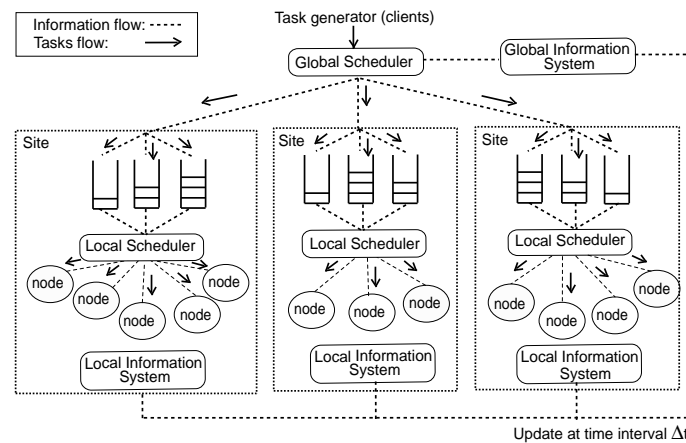 Information flow:
Tasks flow:
Task generator (clients)
Global Scheduler
Global Information
System
Site
Site
Site
Local Scheduler
Local Scheduler
Local Scheduler
node
node
node
node
node
node
node
node
node
node
node
node
Local Information
System
Local Information
System
Local Information
System
Update at time interval Δt